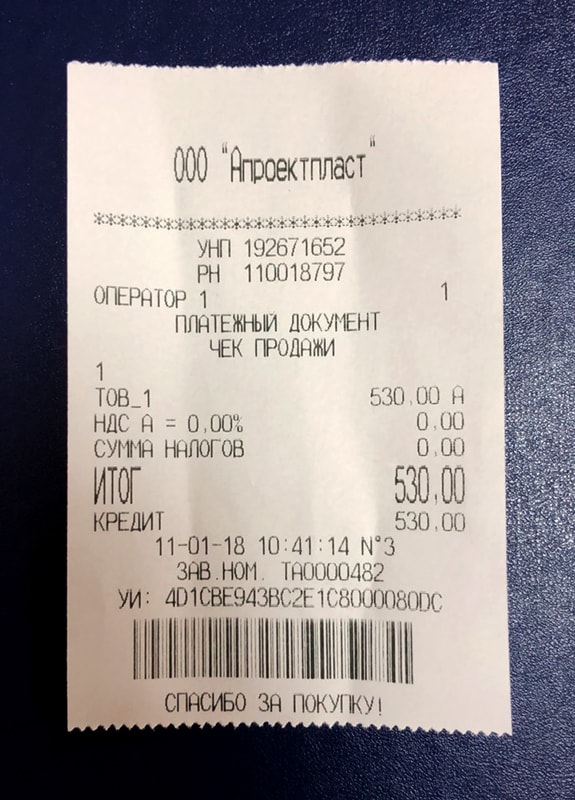 ООО "Апроектпласт"
****************************************
УНП 192671652
РН 110018797
ОПЕРАТОР 1 1
ПЛАТЕЖНЫЙ ДОКУМЕНТ
ЧЕК ПРОДАЖИ
1
ТОВ_1 530,00 А
НДС А = 0,00% 0,00
СУММА НАЛОГОВ 0,00
ИТОГ 530,00
КРЕДИТ 530,00
11-01-18 10:41:14 N°3
ЗАВ.НОМ. ТА0000482
УИ: 4D1CBE943BC2E1C8000080DC
СПАСИБО ЗА ПОКУПКУ!